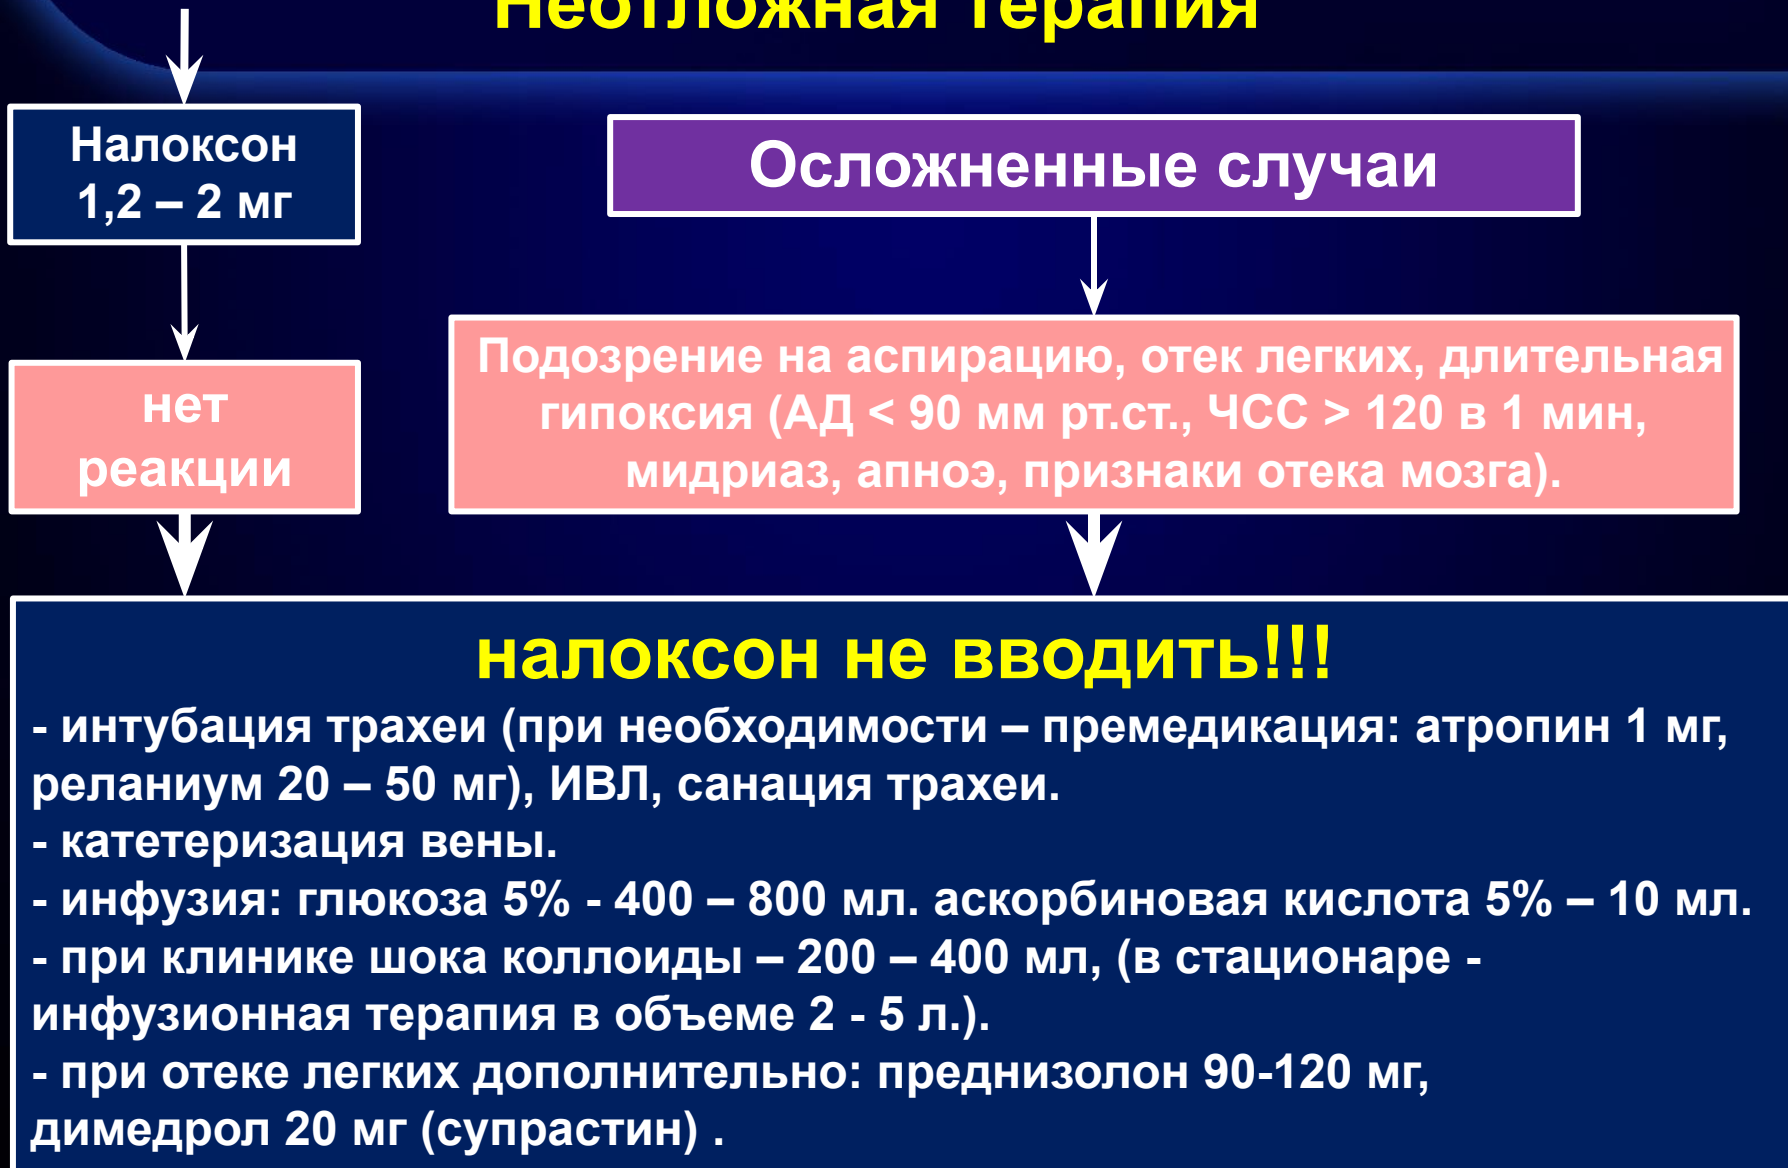 Неотложная терапия
Налоксон
1,2 – 2 мг
нет
реакции
Осложненные случаи
Подозрение на аспирацию, отек легких, длительная
гипоксия (АД < 90 мм рт.ст., ЧСС > 120 в 1 мин,
мидриаз, апноэ, признаки отека мозга).
налоксон не вводить!!!
- интубация трахеи (при необходимости – премедикация: атропин 1 мг,
реланиум 20 – 50 мг), ИВЛ, санация трахеи.
- катетеризация вены.
- инфузия: глюкоза 5% - 400 – 800 мл. аскорбиновая кислота 5% – 10 мл.
- при клинике шока коллоиды – 200 – 400 мл, (в стационаре -
инфузионная терапия в объеме 2 - 5 л.).
- при отеке легких дополнительно: преднизолон 90-120 мг,
димедрол 20 мг (супрастин) .